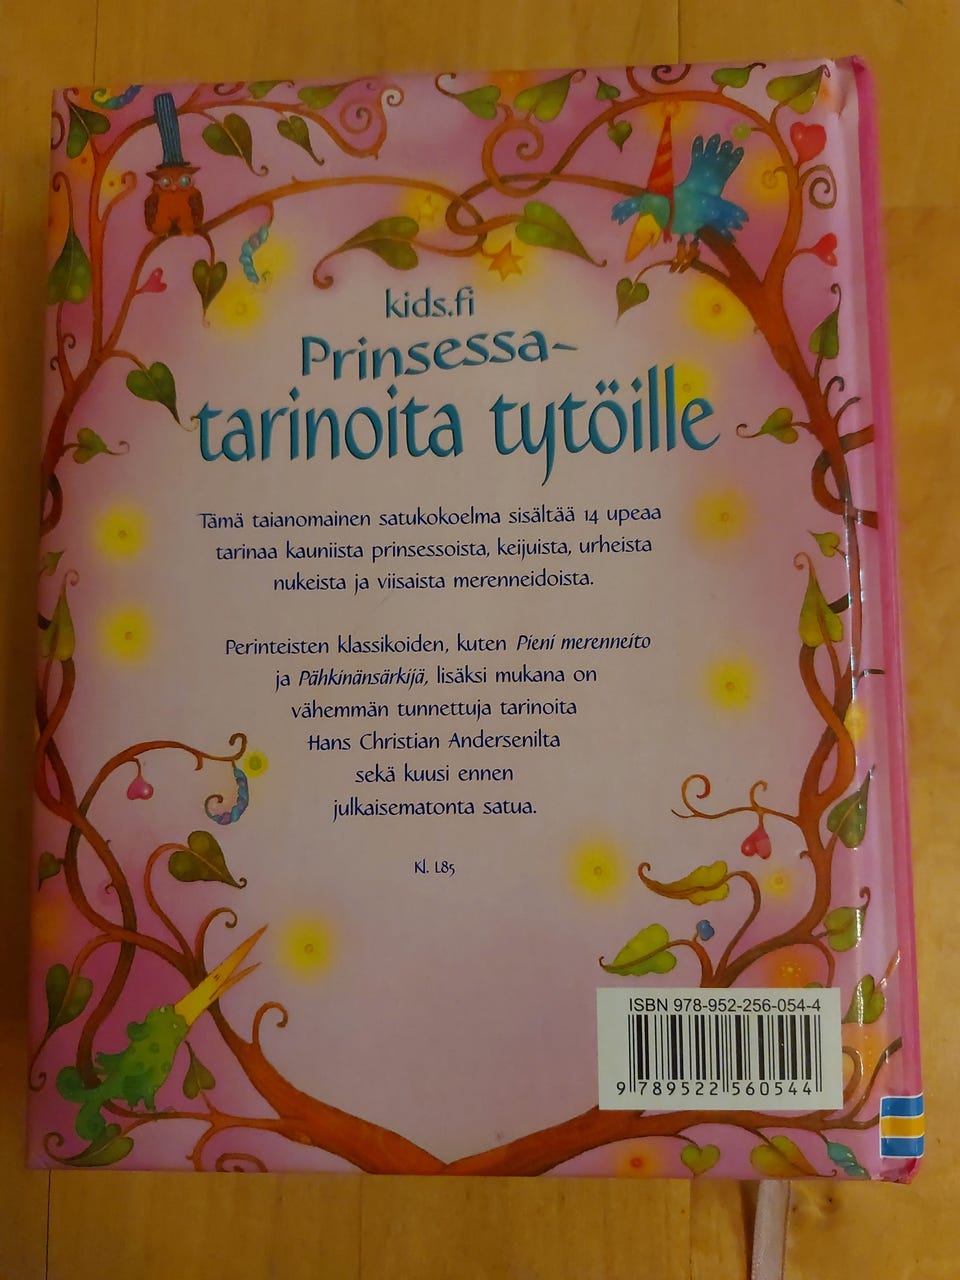 kids.fi
Prinsessa-
tarinoita tytöille
Tämä taianomainen satukokoelma sisältää 14 upeaa
tarinaa kauniista prinsessoista, keijuista, urheista
nukeista ja viisaista merenneidoista.
Perinteisten klassikoiden, kuten Pieni merenneito
ja Pähkinänsärkijä, lisäksi mukana on
vähemmän tunnettuja tarinoita
Hans Christian Andersenilta
sekä kuusi ennen
julkaisematonta satua.
Kl. L85
ISBN 978-952-256-054-4
9 789522 560544